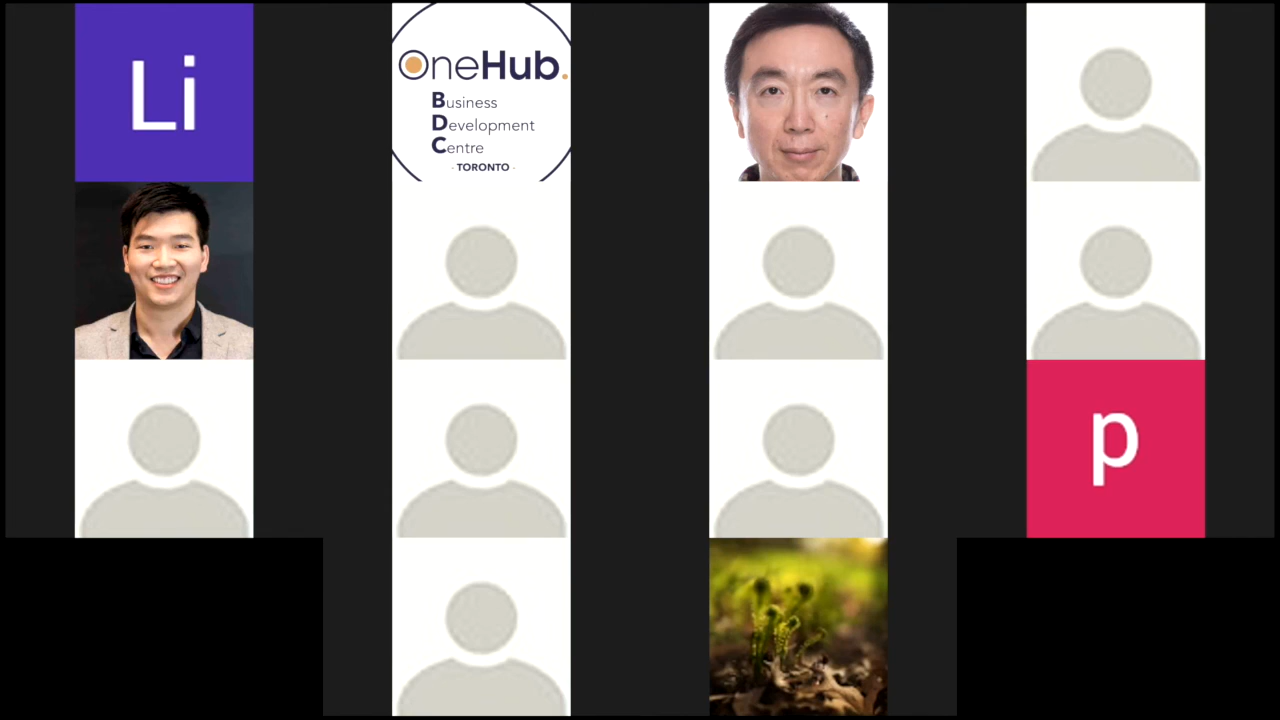 Li
OneHub.
Business
Development
Centre
- TORONTO -
p